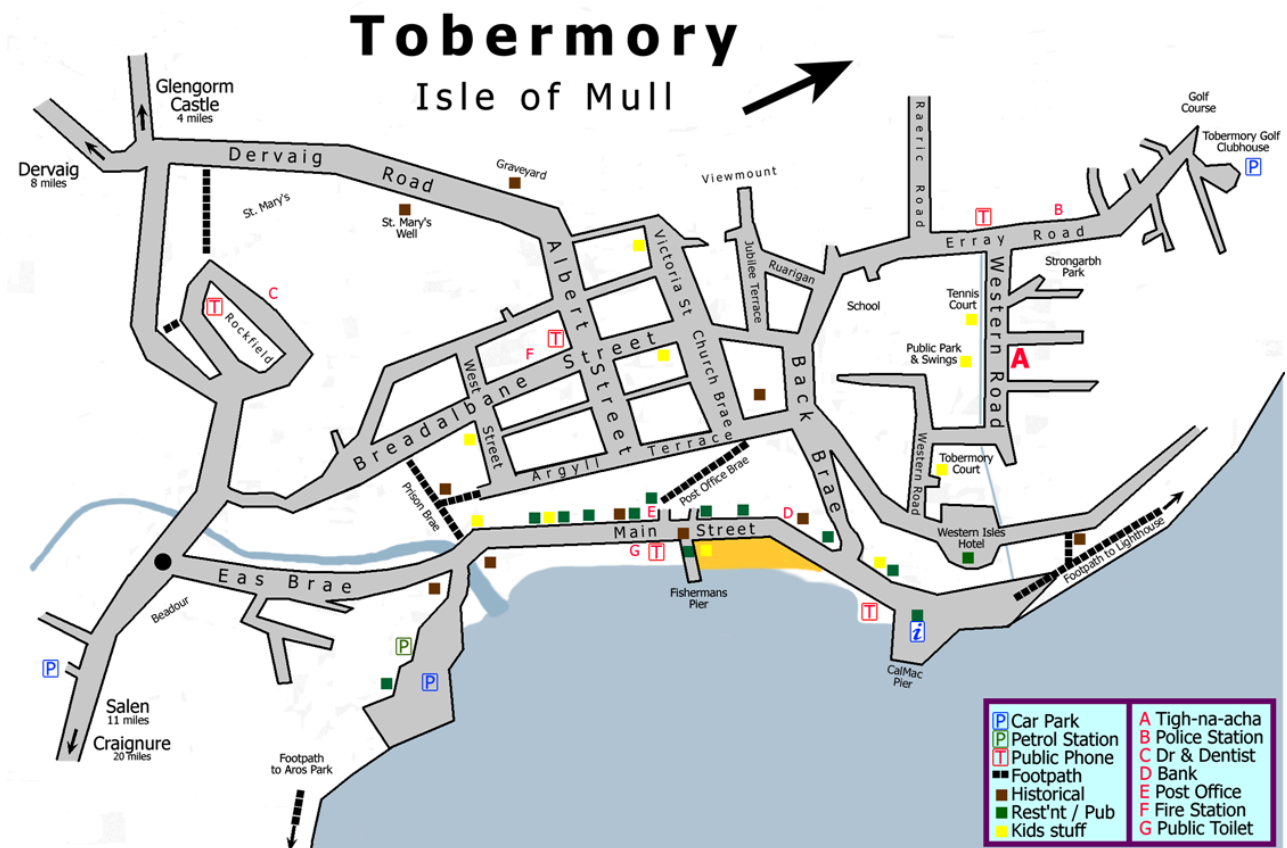 Tobermory
Isle of Mull
Glengorm
Castle
4 miles
Dervaig
8 miles
Dervaig Road
St. Mary's
St. Mary's
Well
Graveyard
Viewmount
Raeric Road
Golf
Course
Tobermory Golf
Clubhouse
P
B
T
Erray Road
Strongarbh
Park
Albert Street
Victoria St
Jubilee Terrace
Ruarigan
School
Tennis
Court
Western Road
Public Park
& Swings
A
C
T
Rockfield
T
F
Breadalbane Street
West Street
Church Brae
Back Brae
Argyll Terrace
Western Road
Tobermory
Court
Prison Brae
Post Office Brae
E
D
Main Street
G
T
Western Isles
Hotel
Footpath to Lighthouse
Eas Brae
Beadour
Fishermans
Pier
T
i
CalMac
Pier
P
P
P
Salen
11 miles
Craignure
20 miles
Footpath
to Aros Park
P Car Park
P Petrol Station
T Public Phone
Footpath
Historical
Rest'nt / Pub
Kids stuff
A Tigh-na-acha
B Police Station
C Dr & Dentist
D Bank
E Post Office
F Fire Station
G Public Toilet